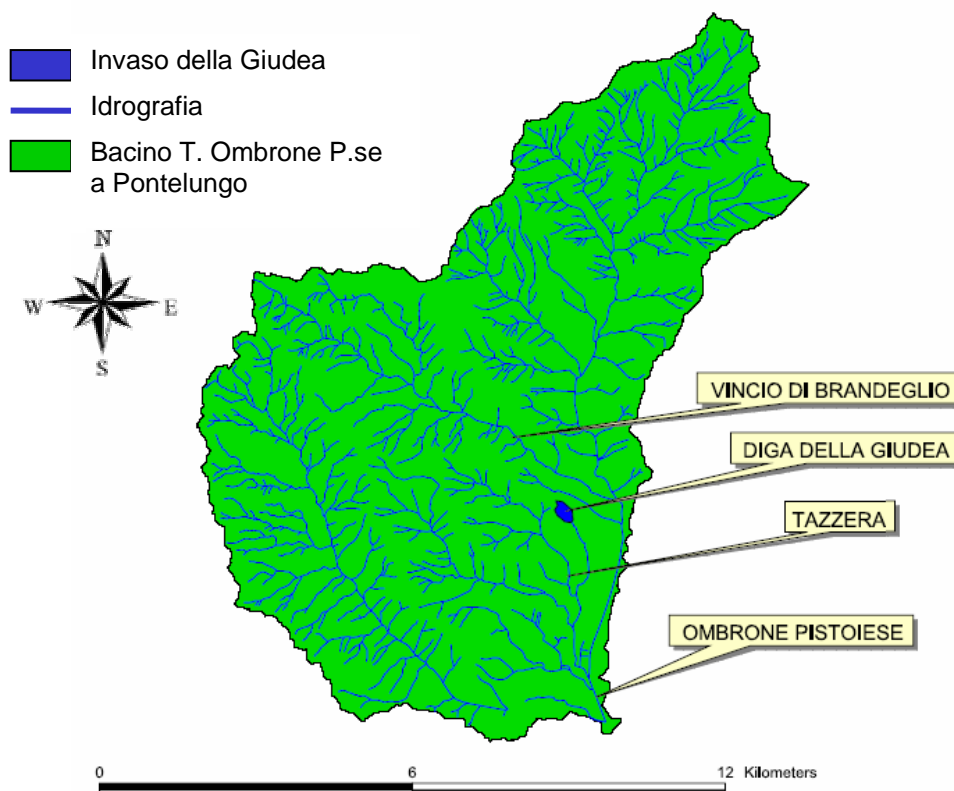 Invaso della Giudea
Idrografia
Bacino T. Ombrone P.se
a Pontelungo
N
W E
S
VINCIO DI BRANDEGLIO
DIGA DELLA GIUDEA
TAZZERA
OMBRONE PISTOIESE
0 6 12 Kilometers